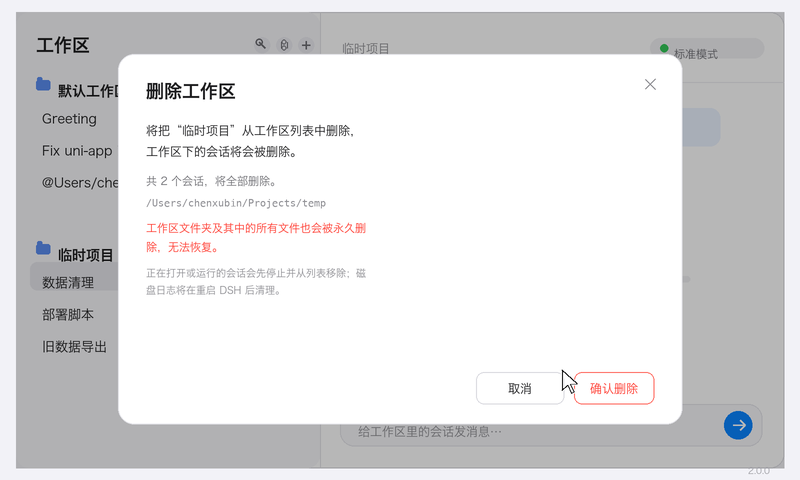 工作区
临时项目
标准模式
默认工作区
Greeting
Fix uni-app
@Users/che
临时项目
数据清理
部署脚本
旧数据导出
删除工作区
将把“临时项目”从工作区列表中删除，
工作区下的会话将会被删除。
共 2 个会话，将全部删除。
/Users/chenxubin/Projects/temp
工作区文件夹及其中的所有文件也会被永久删
除，无法恢复。
正在打开或运行的会话会先停止并从列表移除；磁
盘日志将在重启 DSH 后清理。
取消
确认删除
给工作区里的会话发消息…
2.0.0